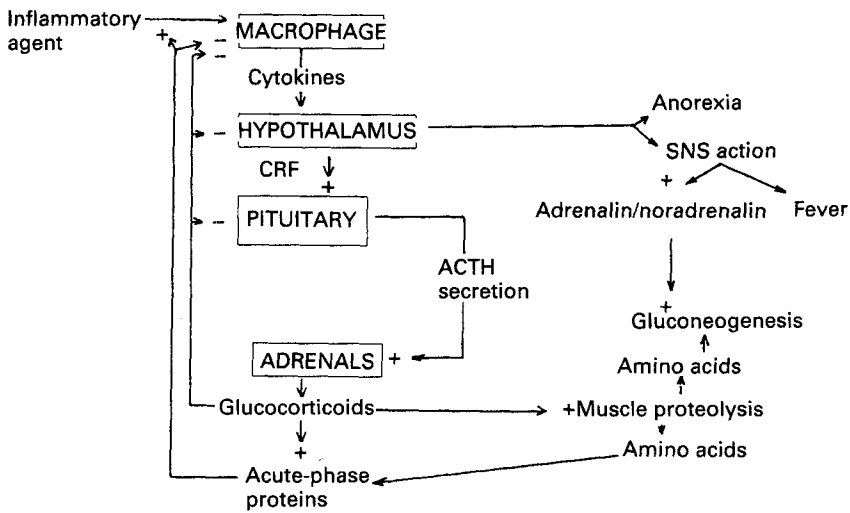 Inflammatory
agent
+
–
–
MACROPHAGE
Cytokines
– HYPOTHALAMUS
Anorexia
SNS action
CRF
+
+
Adrenalin/noradrenalin
Fever
– PITUITARY
ACTH
secretion
+
Gluconeogenesis
ADRENALS +
Amino acids
Glucocorticoids
+Muscle proteolysis
+
Amino acids
Acute-phase
proteins